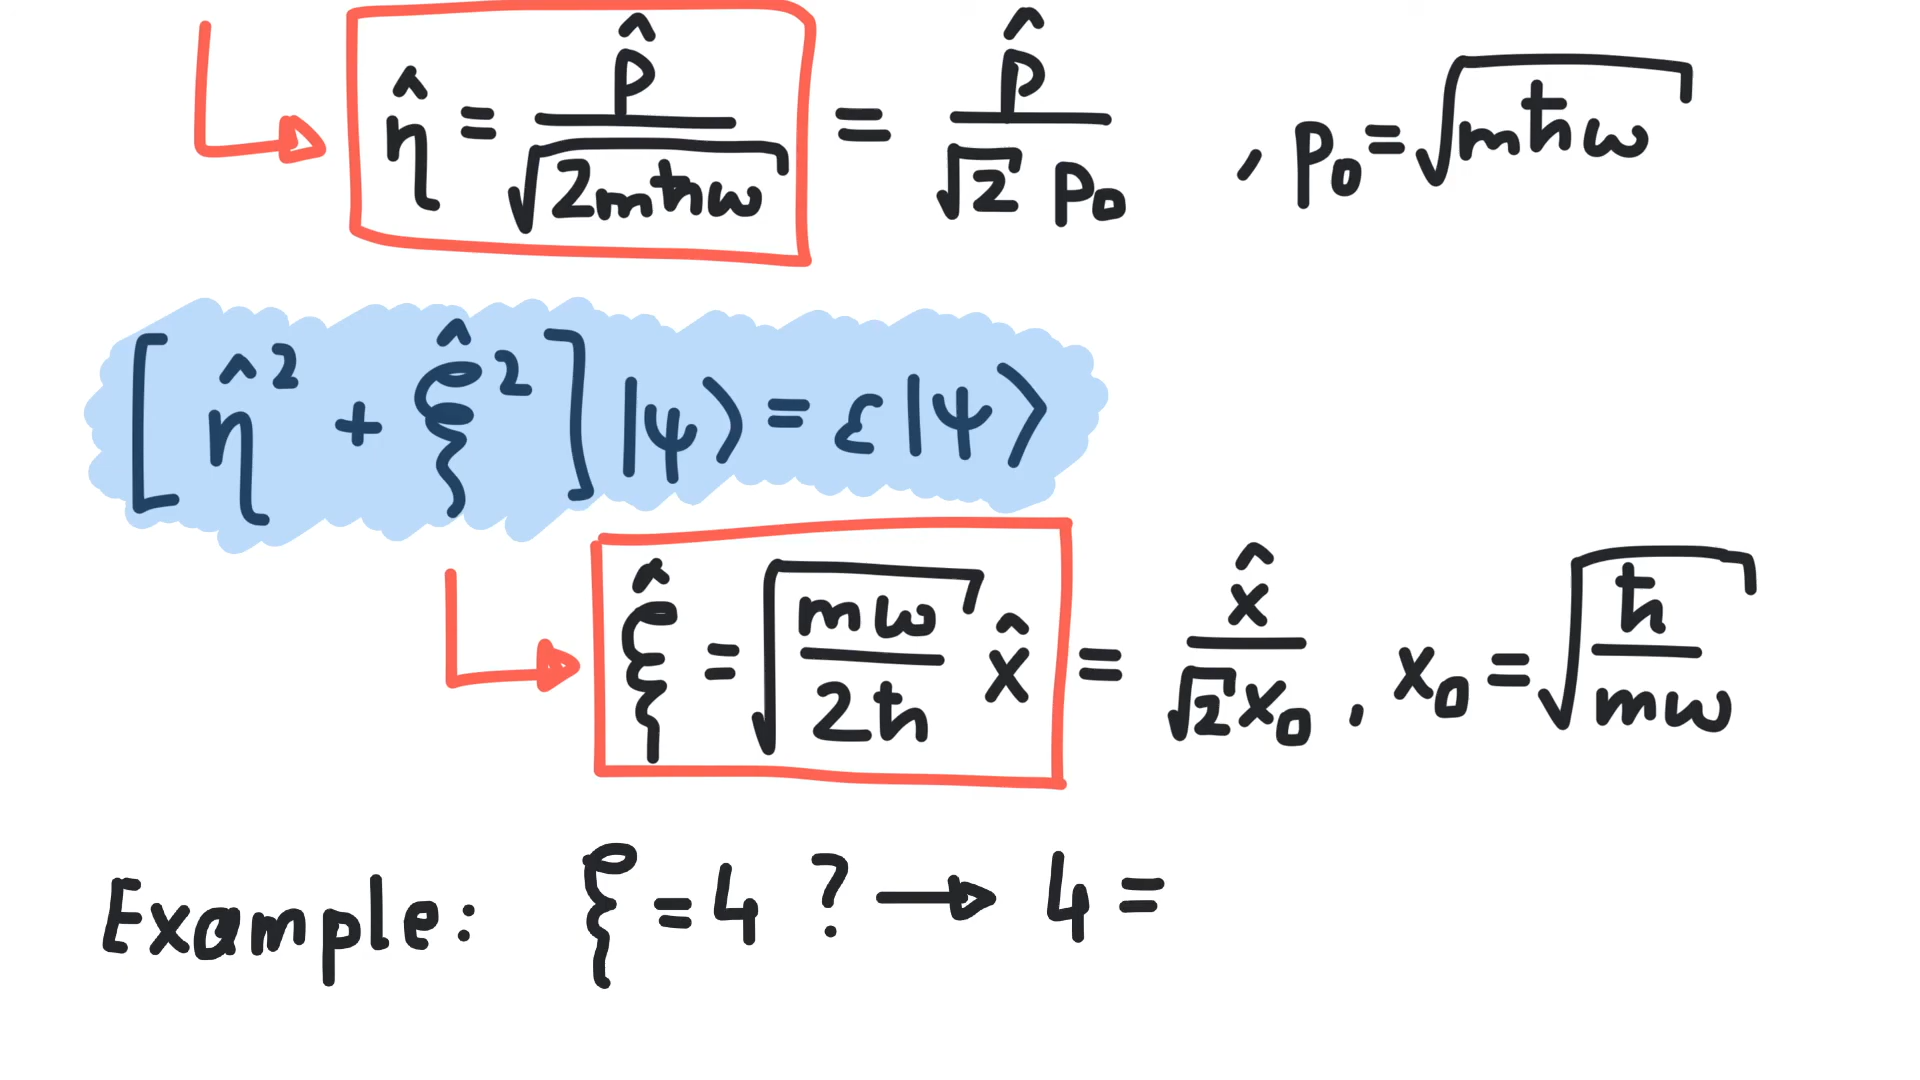 η̂ = p̂ / √(2mħω) = p̂ / (√2 p₀) , p₀ = √(mħω)
[η̂² + ξ̂²] |ψ⟩ = ε|ψ⟩
ξ̂ = √(mω / 2ħ) x̂ = x̂ / (√2 x₀) , x₀ = √(ħ / mω)
Example: ξ = 4 ? → 4 =